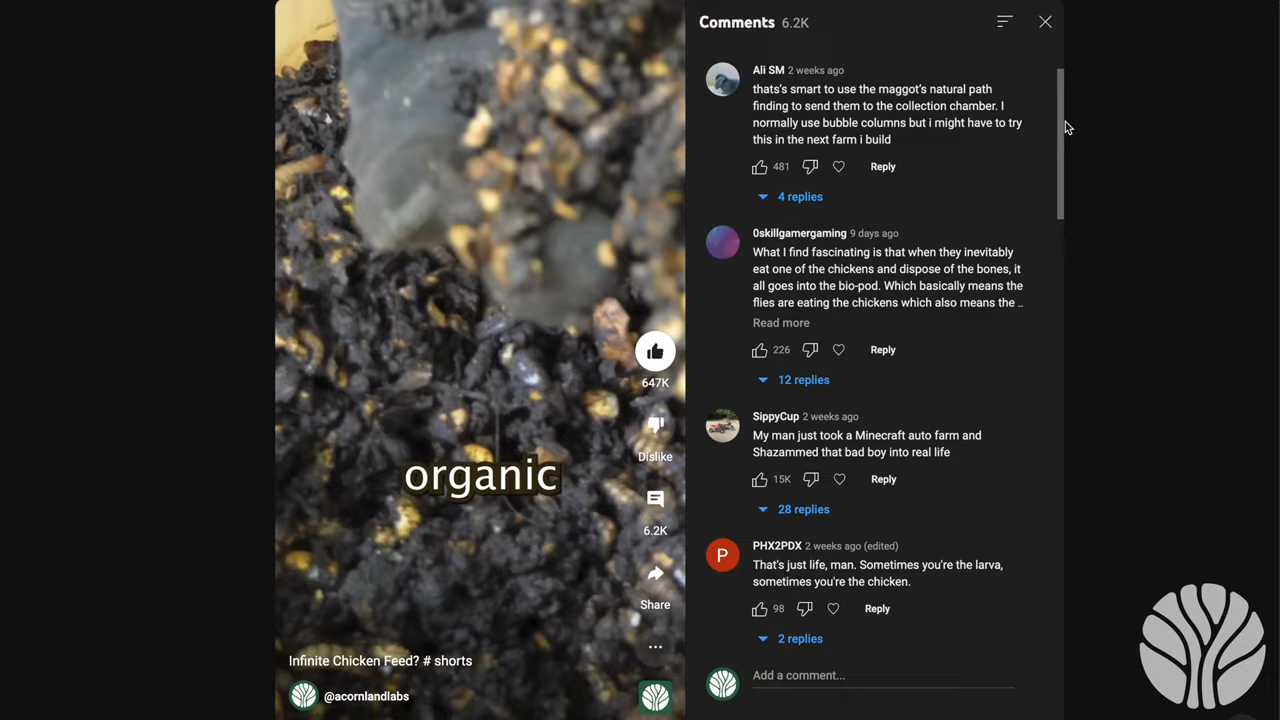 Comments 6.2K
Ali SM 2 weeks ago
thats's smart to use the maggot's natural path
finding to send them to the collection chamber. I
normally use bubble columns but i might have to try
this in the next farm i build
481
Reply
4 replies
0skillgamergaming 9 days ago
What I find fascinating is that when they inevitably
eat one of the chickens and dispose of the bones, it
all goes into the bio-pod. Which basically means the
flies are eating the chickens which also means the …
Read more
226
Reply
12 replies
SippyCup 2 weeks ago
My man just took a Minecraft auto farm and
Shazammed that bad boy into real life
15K
Reply
28 replies
P
PHX2PDX 2 weeks ago (edited)
That's just life, man. Sometimes you're the larva,
sometimes you're the chicken.
98
Reply
2 replies
Add a comment...
organic
647K
Dislike
6.2K
Share
Infinite Chicken Feed? # shorts
@acornlandlabs